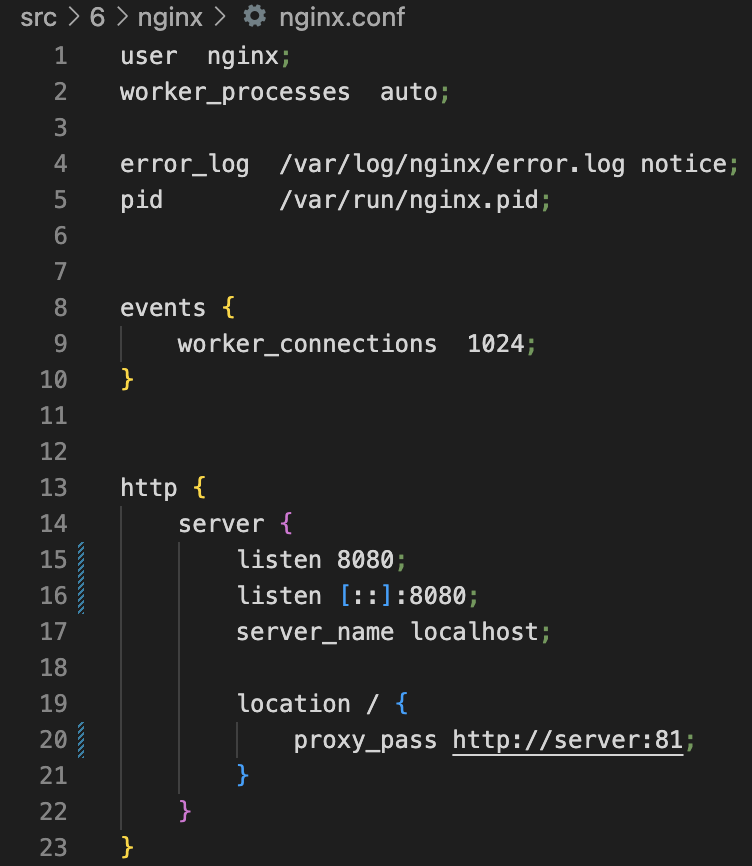 src > 6 > nginx > nginx.conf
1 user  nginx;
2 worker_processes  auto;
3
4 error_log  /var/log/nginx/error.log notice;
5 pid        /var/run/nginx.pid;
6
7
8 events {
9     worker_connections  1024;
10 }
11
12
13 http {
14     server {
15         listen 8080;
16         listen [::]:8080;
17         server_name localhost;
18
19         location / {
20             proxy_pass http://server:81;
21         }
22     }
23 }